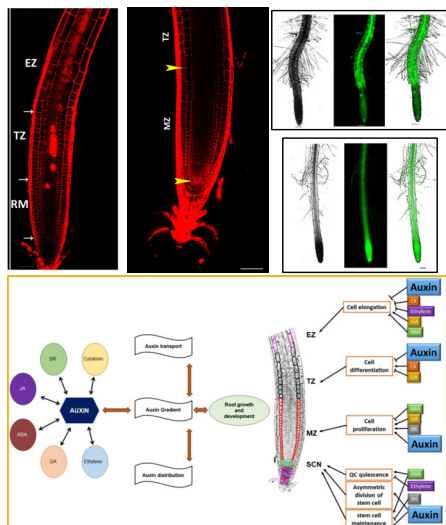 EZ
TZ
RM
TZ
MZ
BR
Cytokinin
JA
AUXIN
ABA
GA
Ethylene
Auxin transport
Auxin Gradient
Auxin distribution
Root growth and
development
EZ
TZ
MZ
SCN
Cell elongation
Cell
differentiation
Cell
proliferation
QC quiescence
Asymmetric
division of
stem cell
stem cell
maintenance
Auxin
CK
Ethylene
GA
ABA
Auxin
CK
GA
ABA
GA
BR
Auxin
ABA
Ethylene
BR
Auxin